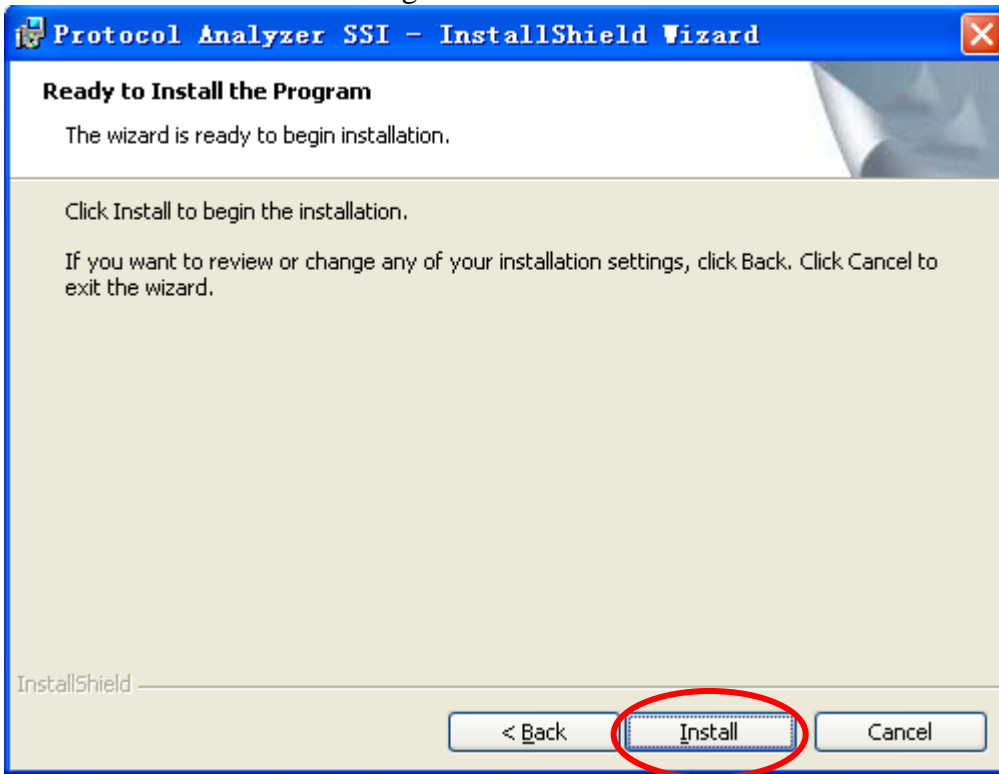 Protocol Analyzer SSI - InstallShield Wizard
Ready to Install the Program
The wizard is ready to begin installation.
Click Install to begin the installation.
If you want to review or change any of your installation settings, click Back. Click Cancel to
exit the wizard.
InstallShield
< Back Install Cancel